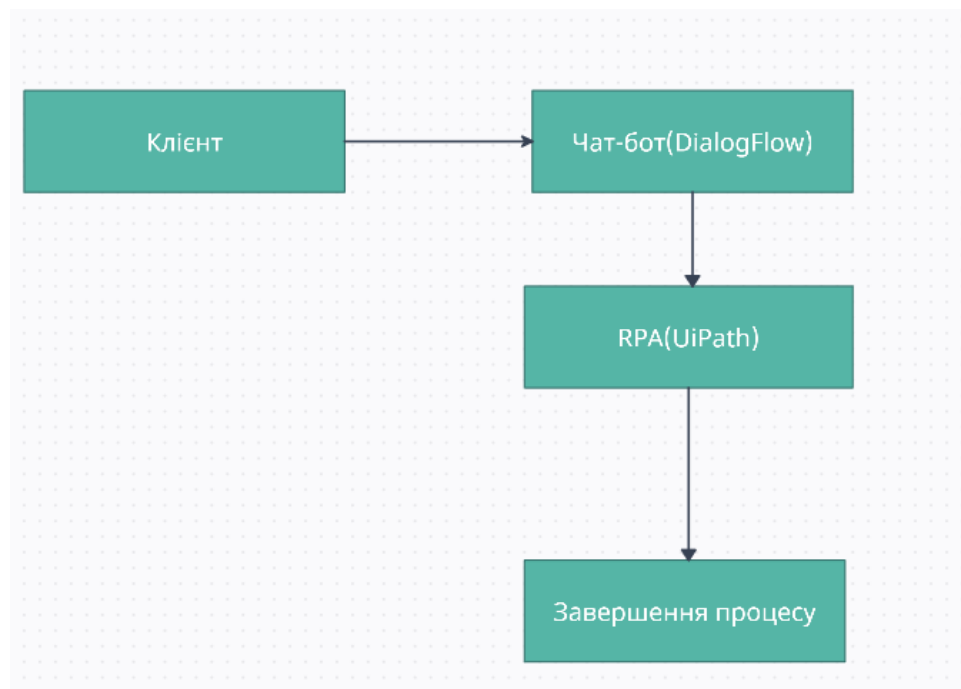 Клієнт
Чат-бот(DialogFlow)
RPA(UiPath)
Завершення процесу